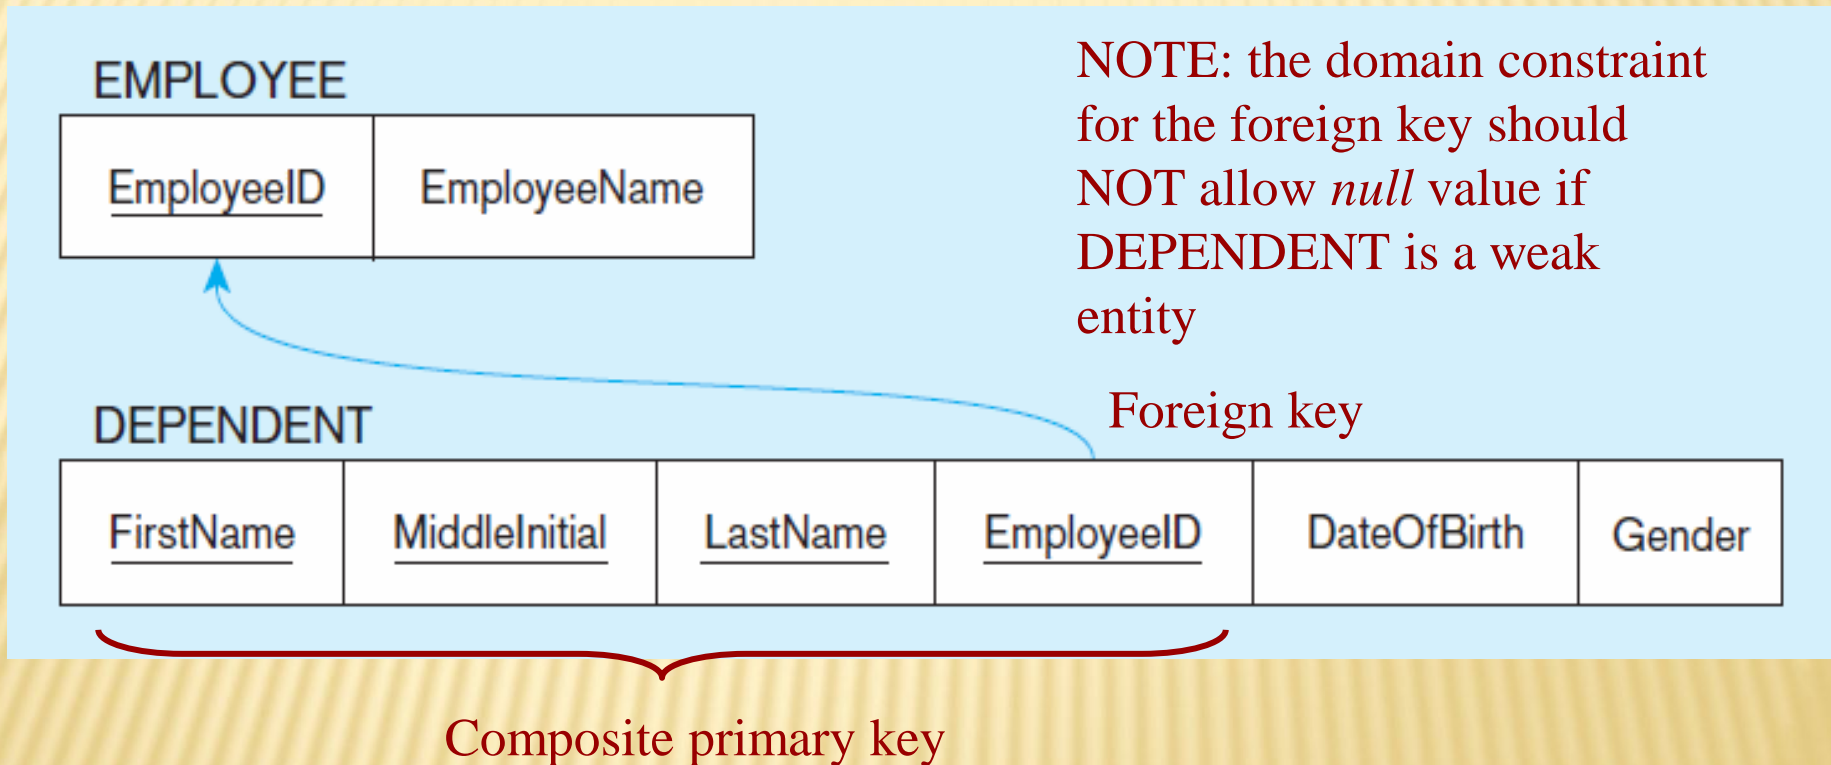 EMPLOYEE
EmployeeID EmployeeName
NOTE: the domain constraint
for the foreign key should
NOT allow null value if
DEPENDENT is a weak
entity
Foreign key
DEPENDENT
FirstName MiddleInitial LastName EmployeeID DateOfBirth Gender
Composite primary key